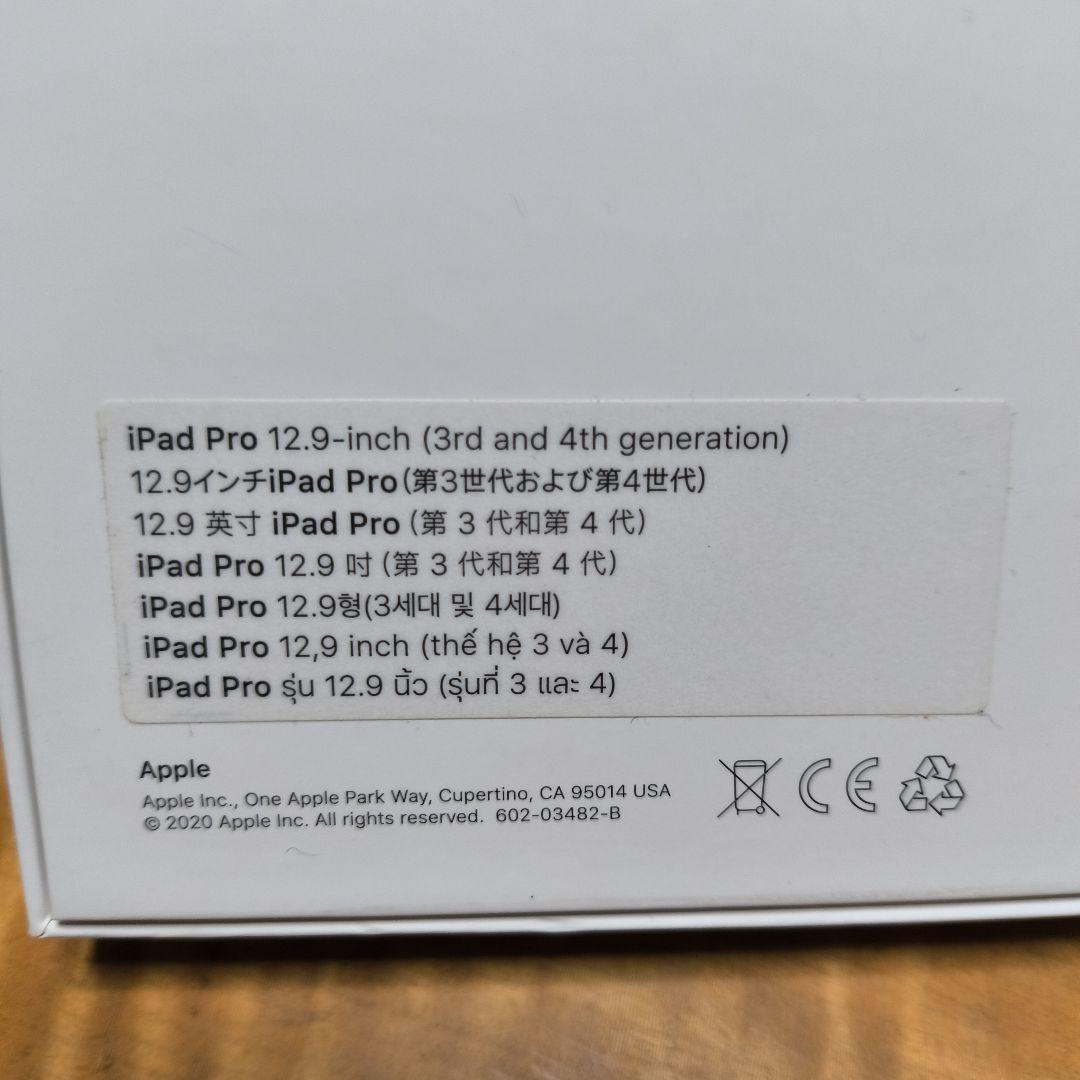 iPad Pro 12.9-inch (3rd and 4th generation)
12.9インチiPad Pro(第3世代および第4世代)
12.9 英寸 iPad Pro (第 3 代和第 4 代)
iPad Pro 12.9 吋 (第 3 代和第 4 代)
iPad Pro 12.9형(3세대 및 4세대)
iPad Pro 12,9 inch (thế hệ 3 và 4)
iPad Pro รุ่น 12.9 นิ้ว (รุ่นที่ 3 และ 4)
Apple
Apple Inc., One Apple Park Way, Cupertino, CA 95014 USA
© 2020 Apple Inc. All rights reserved. 602-03482-B
CE